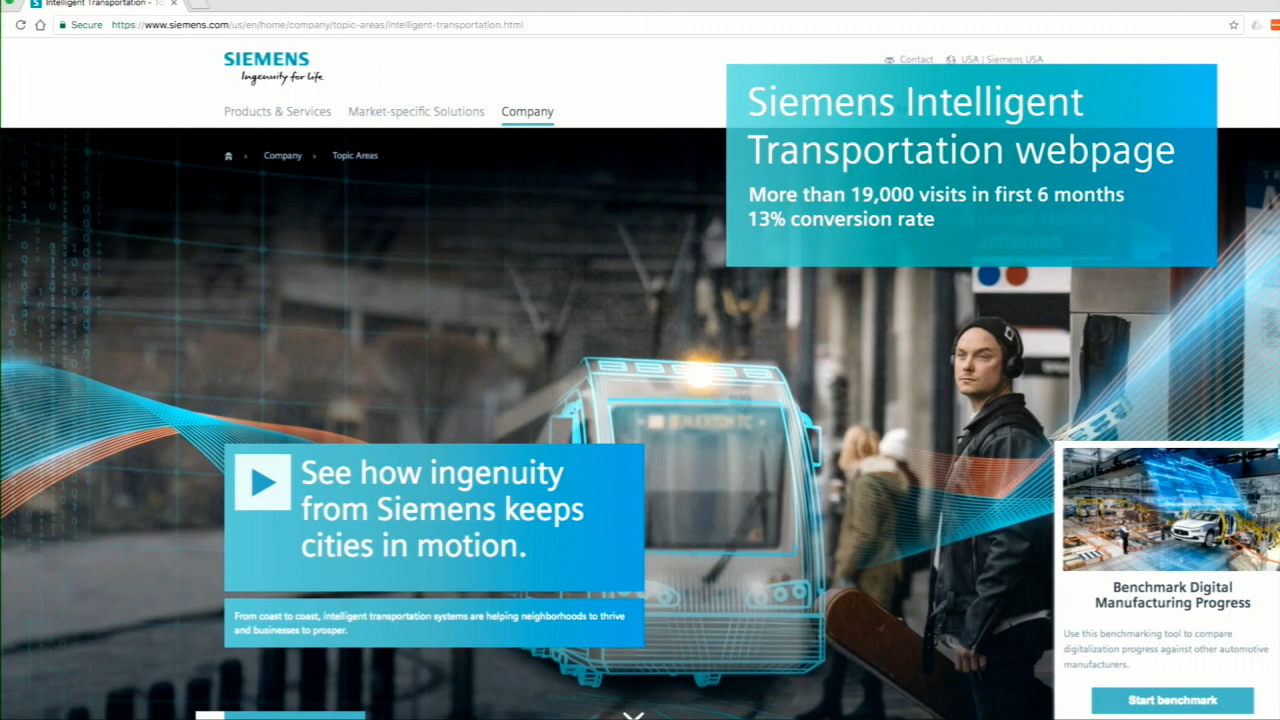 Intelligent Transportation - To
Secure https://www.siemens.com/us/en/home/company/topic-areas/intelligent-transportation.html
SIEMENS
Ingenuity for life
Contact USA | Siemens USA
Products & Services Market-specific Solutions Company
Siemens Intelligent
Transportation webpage
More than 19,000 visits in first 6 months
13% conversion rate
Company Topic Areas
See how ingenuity
from Siemens keeps
cities in motion.
From coast to coast, intelligent transportation systems are helping neighborhoods to thrive
and businesses to prosper.
Benchmark Digital
Manufacturing Progress
Use this benchmarking tool to compare
digitalization progress against other automotive
manufacturers.
Start benchmark